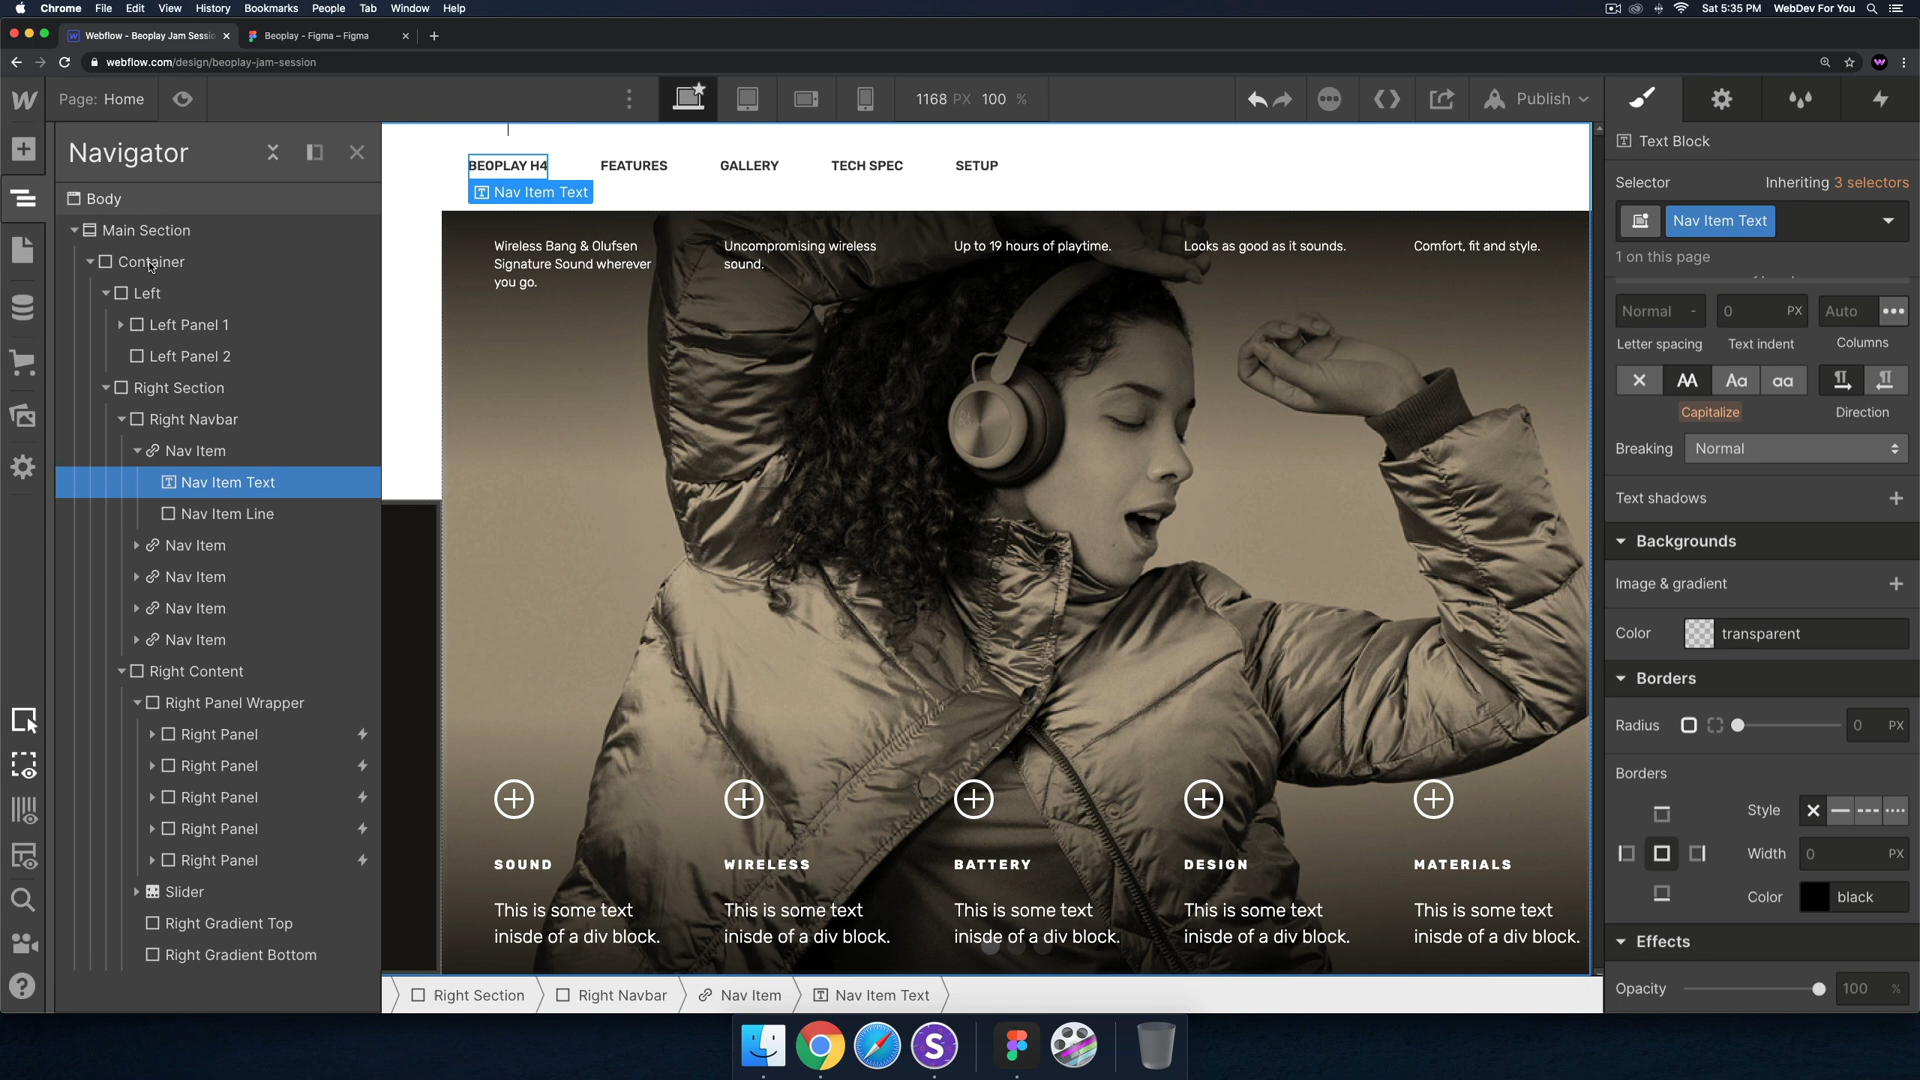 Chrome File Edit View History Bookmarks People Tab Window Help
Sat 5:35 PM WebDev For You
Webflow - Beoplay Jam Sessio
Beoplay - Figma – Figma
webflow.com/design/beoplay-jam-session
Page: Home
1168 PX 100 %
Publish
Navigator
Body
Main Section
Container
Left
Left Panel 1
Left Panel 2
Right Section
Right Navbar
Nav Item
Nav Item Text
Nav Item Line
Nav Item
Nav Item
Nav Item
Nav Item
Right Content
Right Panel Wrapper
Right Panel
Right Panel
Right Panel
Right Panel
Right Panel
Slider
Right Gradient Top
Right Gradient Bottom
BEOPLAY H4 FEATURES GALLERY TECH SPEC SETUP
Nav Item Text
Wireless Bang & Olufsen
Signature Sound wherever
you go.
Uncompromising wireless
sound.
Up to 19 hours of playtime.
Looks as good as it sounds.
Comfort, fit and style.
SOUND
This is some text
inisde of a div block.
WIRELESS
This is some text
inisde of a div block.
BATTERY
This is some text
inisde of a div block.
DESIGN
This is some text
inisde of a div block.
MATERIALS
This is some text
inisde of a div block.
Right Section Right Navbar Nav Item Nav Item Text
Text Block
Selector Inheriting 3 selectors
Nav Item Text
1 on this page
Normal - 0 PX Auto
Letter spacing Text indent Columns
AA Aa aa
Capitalize Direction
Breaking Normal
Text shadows
Backgrounds
Image & gradient
Color transparent
Borders
Radius 0 PX
Borders
Style
Width 0 PX
Color black
Effects
Opacity 100 %